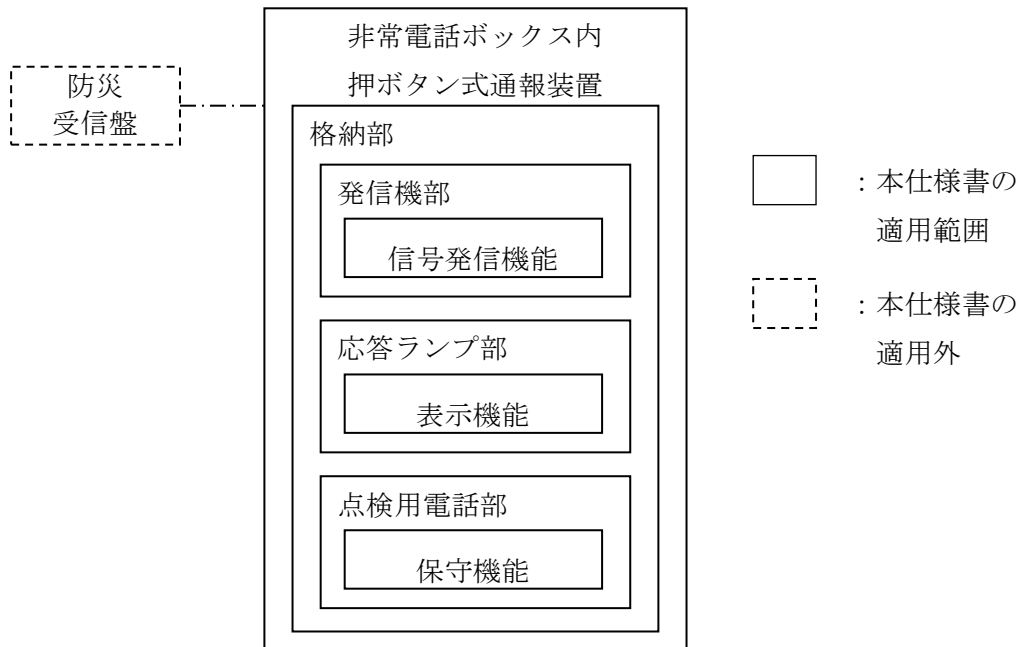 非常電話ボックス内
押ボタン式通報装置
防災
受信盤
格納部
発信機部
信号発信機能
応答ランプ部
表示機能
点検用電話部
保守機能
：本仕様書の
適用範囲
：本仕様書の
適用外